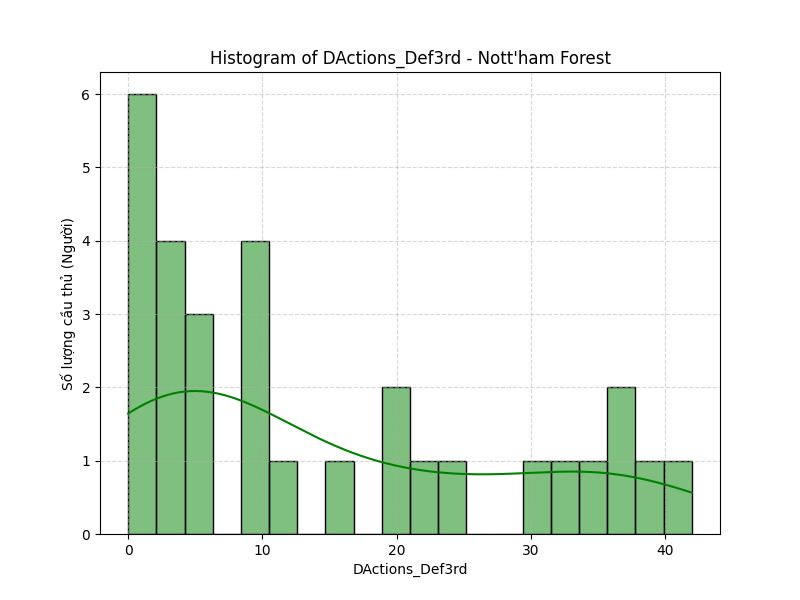 Histogram of DActions_Def3rd - Nott'ham Forest
Số lượng cầu thủ (Người)
6
5
4
3
2
1
0
0 10 20 30 40
DActions_Def3rd